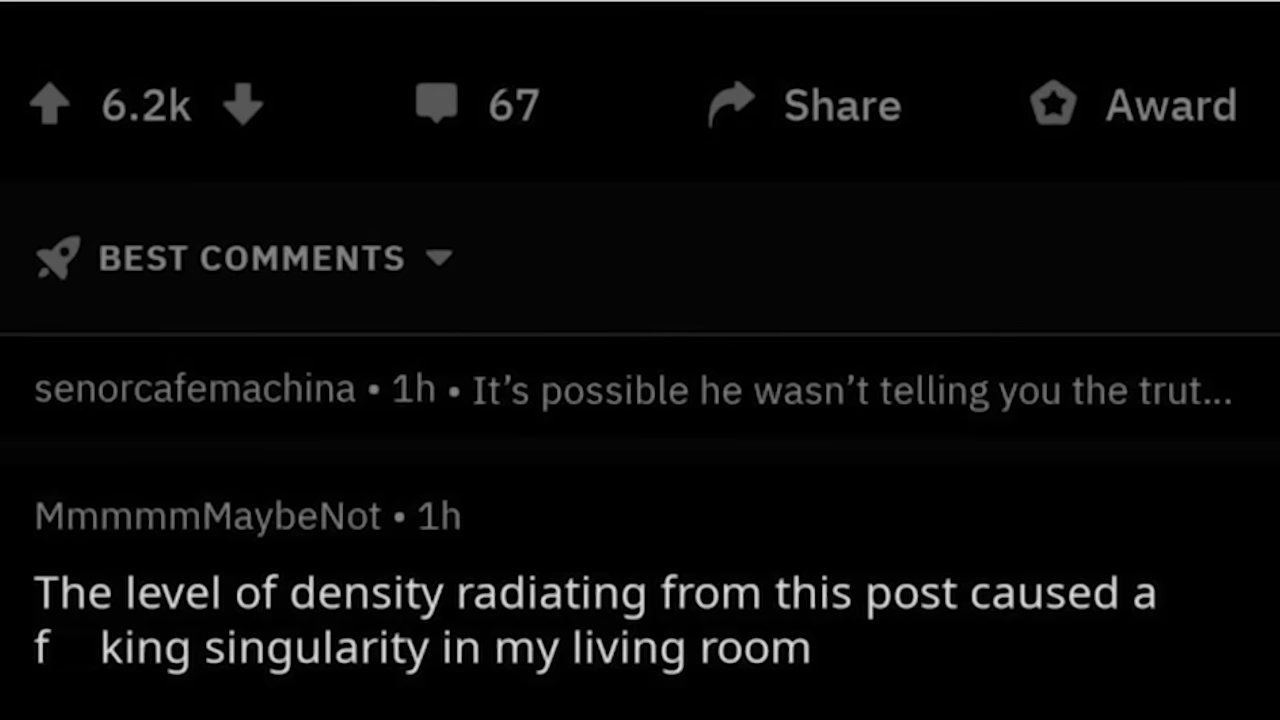 6.2k 67 Share Award
BEST COMMENTS
senorcafemachina • 1h • It’s possible he wasn’t telling you the trut...
MmmmmMaybeNot • 1h
The level of density radiating from this post caused a
f king singularity in my living room